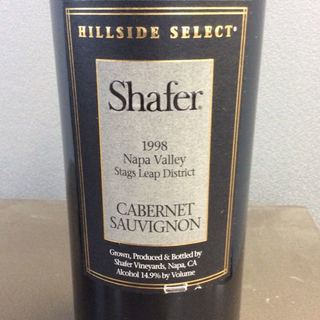 HILLSIDE SELECT®
Shafer®
1998
Napa Valley
Stags Leap District
CABERNET
SAUVIGNON
Grown, Produced & Bottled by
Shafer Vineyards, Napa, CA
Alcohol 14.9% by Volume